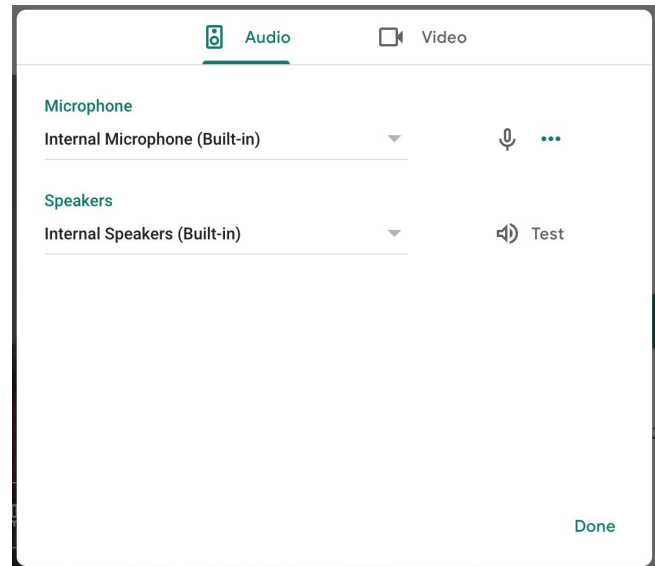 Audio
Video
Microphone
Internal Microphone (Built-in)
Speakers
Internal Speakers (Built-in)
Test
Done